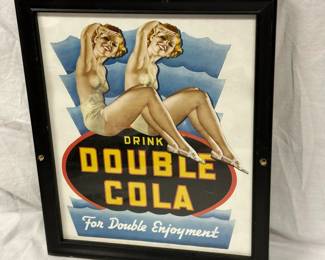 DRINK
DOUBLE
COLA
For Double Enjoyment